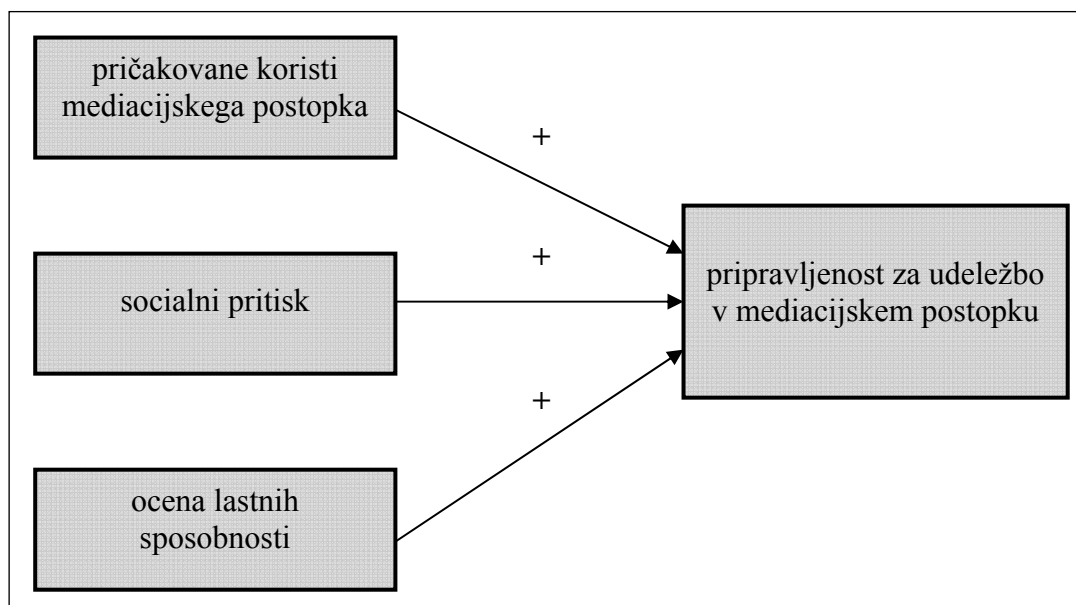 pričakovane koristi
mediacijskega postopka
+
+
socialni pritisk
pripravljenost za udeležbo
v mediacijskem postopku
+
ocena lastnih
sposobnosti